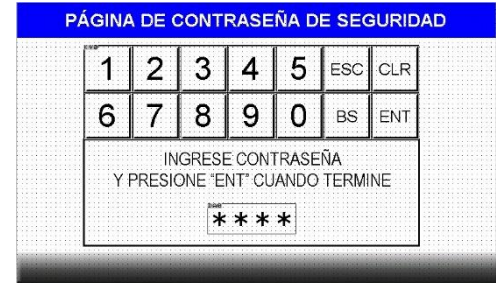 PÁGINA DE CONTRASEÑA DE SEGURIDAD
1 2 3 4 5 ESC CLR
6 7 8 9 0 BS ENT
INGRESE CONTRASEÑA
Y PRESIONE “ENT” CUANDO TERMINE
****